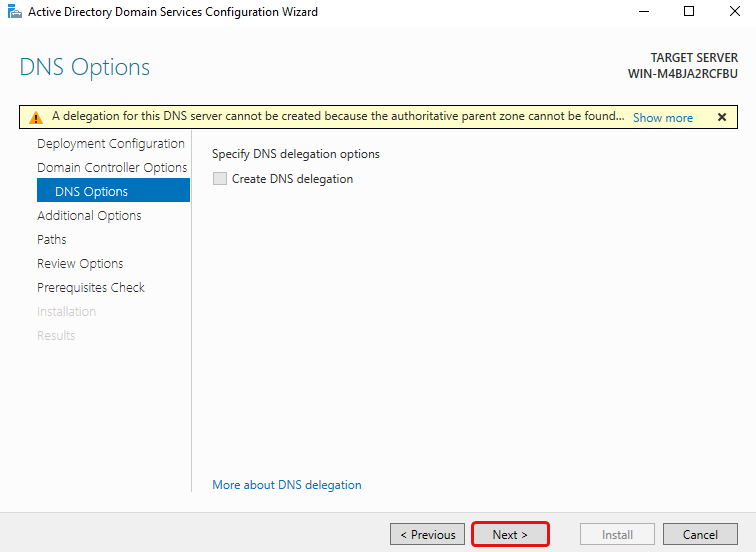 Active Directory Domain Services Configuration Wizard
DNS Options
TARGET SERVER
WIN-M4BJA2RCFBU
A delegation for this DNS server cannot be created because the authoritative parent zone cannot be found... Show more
Deployment Configuration
Domain Controller Options
DNS Options
Additional Options
Paths
Review Options
Prerequisites Check
Installation
Results
Specify DNS delegation options
Create DNS delegation
More about DNS delegation
< Previous
Next >
Install
Cancel